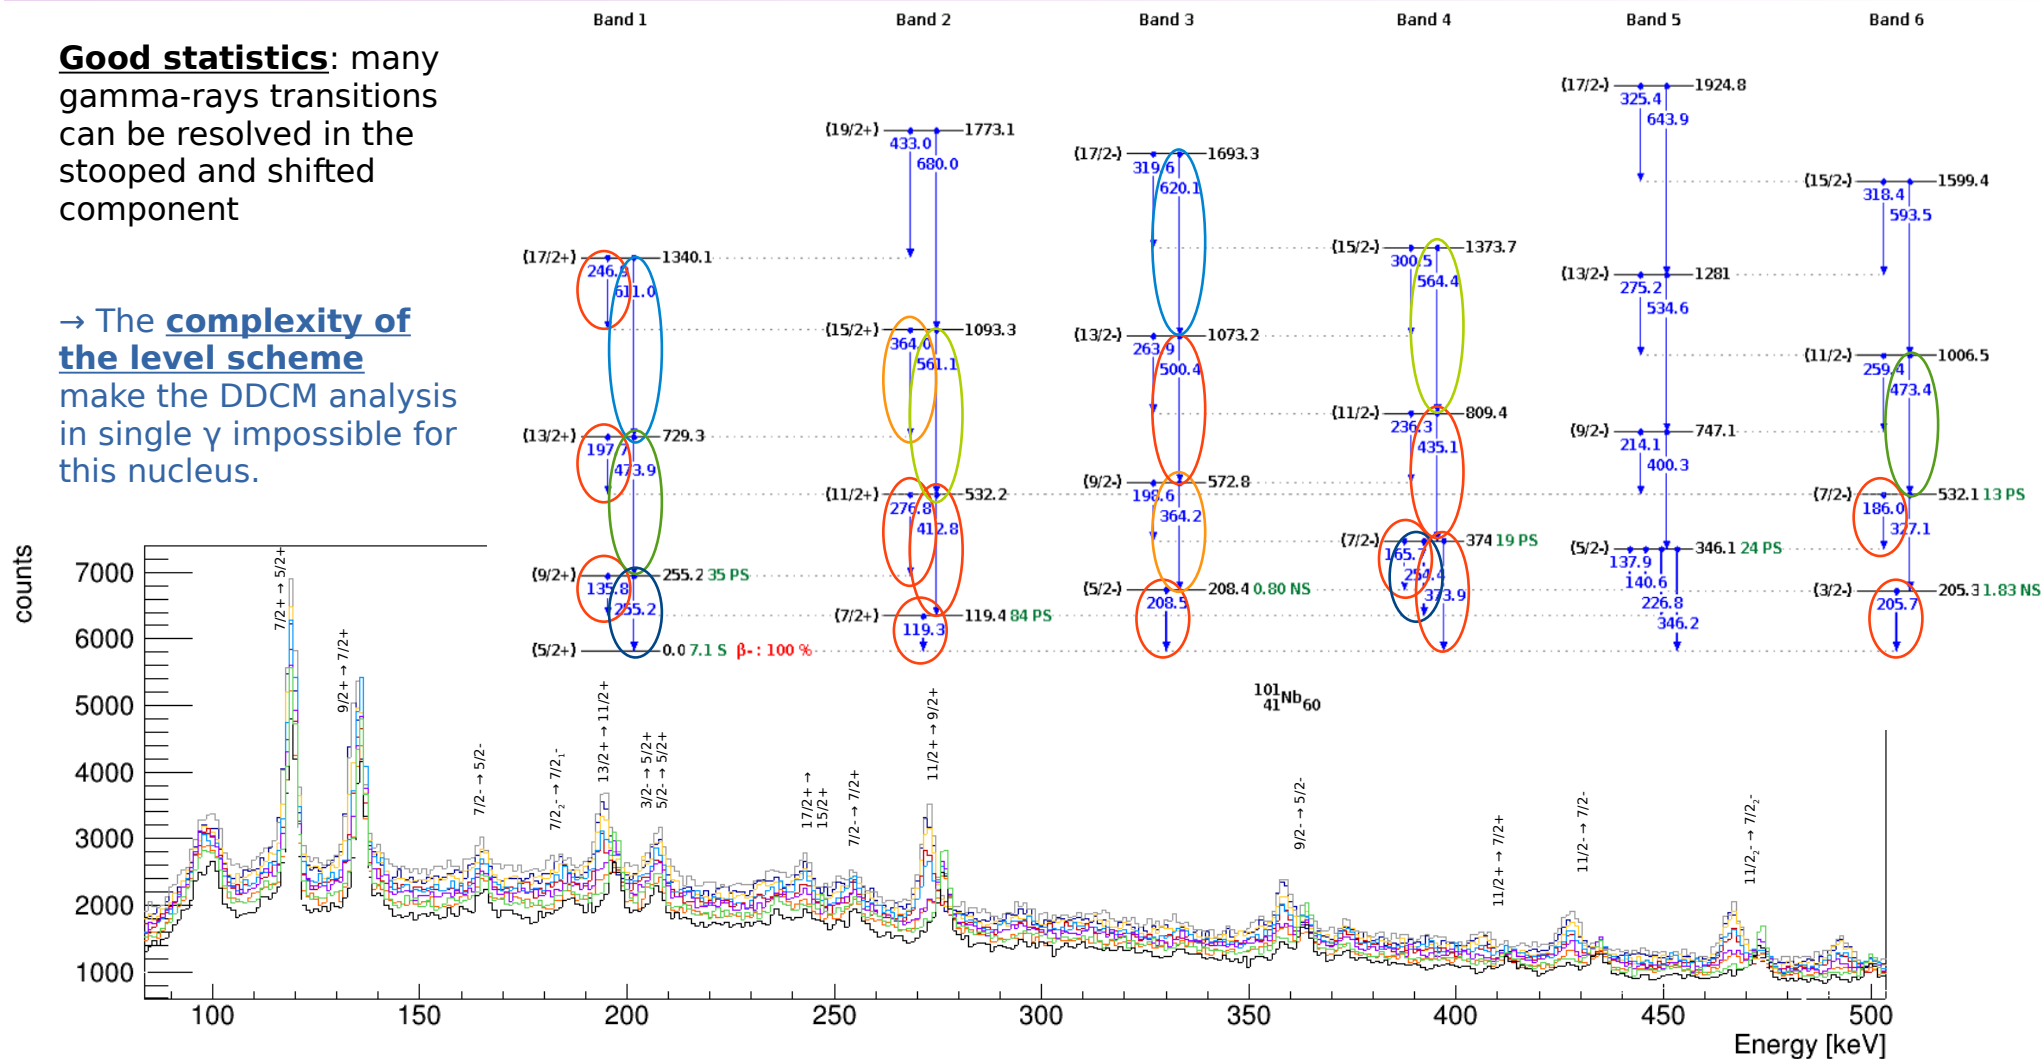 Band 1 Band 2 Band 3 Band 4 Band 5 Band 6
Good statistics: many
gamma-rays transitions
can be resolved in the
stooped and shifted
component
→ The complexity of
the level scheme
make the DDCM analysis
in single γ impossible for
this nucleus.
(17/2+) 1340.1
246.8 611.0
(13/2+) 729.3
197.7 473.9
(9/2+) 255.2 35 PS
135.8 255.2
(5/2+) 0.0 7.1 S β- : 100 %
(19/2+) 1773.1
433.0 680.0
(15/2+) 1093.3
364.0 561.1
(11/2+) 532.2
276.8 412.8
(7/2+) 119.4 84 PS
119.3
(17/2-) 1693.3
319.6 620.1
(13/2-) 1073.2
263.9 500.4
(9/2-) 572.8
198.6 364.2
(5/2-) 208.4 0.80 NS
208.5
(15/2-) 1373.7
300.5 564.4
(11/2-) 809.4
236.3 435.1
(7/2-) 374 19 PS
165.7 254.4 373.9
(17/2-) 1924.8
325.4 643.9
(13/2-) 1281
275.2 534.6
(9/2-) 747.1
214.1 400.3
(5/2-) 346.1 24 PS
137.9 140.6 226.8 346.2
(15/2-) 1599.4
318.4 593.5
(11/2-) 1006.5
259.4 473.4
(7/2-) 532.1 13 PS
186.0 327.1
(3/2-) 205.3 1.83 NS
205.7
101 41 Nb 60
counts
7000
6000
5000
4000
3000
2000
1000
7/2+ → 5/2+
9/2+ → 7/2+
7/2- → 5/2-
7/2₂- → 7/2₁-
13/2+ → 11/2+
3/2- → 5/2+
5/2- → 5/2+
17/2+ →
15/2+
7/2- → 7/2+
11/2+ → 9/2+
9/2- → 5/2-
11/2+ → 7/2+
11/2- → 7/2-
11/2₂- → 7/2₂-
100 150 200 250 300 350 400 450 500
Energy [keV]